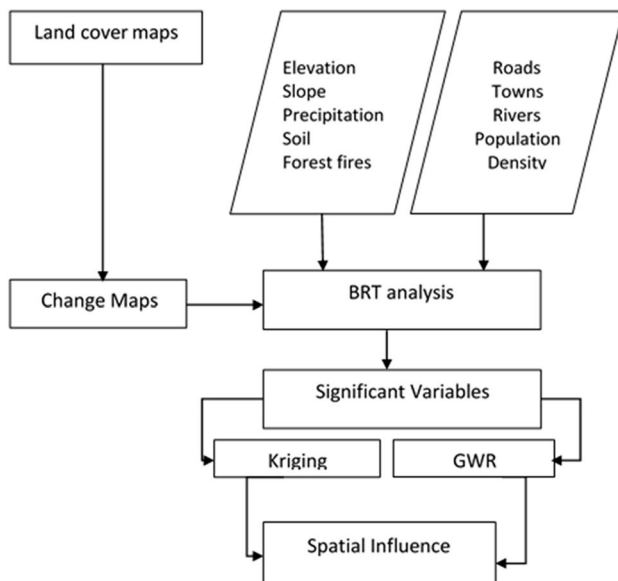 Land cover maps
Elevation
Slope
Precipitation
Soil
Forest fires
Roads
Towns
Rivers
Population
Density
Change Maps
BRT analysis
Significant Variables
Kriging
GWR
Spatial Influence